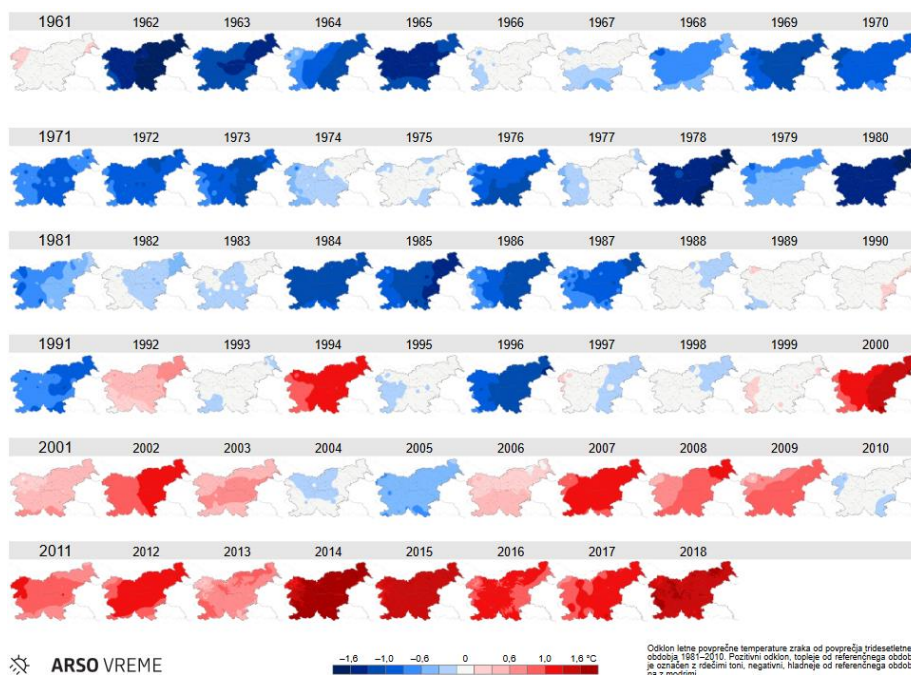 1961 1962 1963 1964 1965 1966 1967 1968 1969 1970
1971 1972 1973 1974 1975 1976 1977 1978 1979 1980
1981 1982 1983 1984 1985 1986 1987 1988 1989 1990
1991 1992 1993 1994 1995 1996 1997 1998 1999 2000
2001 2002 2003 2004 2005 2006 2007 2008 2009 2010
2011 2012 2013 2014 2015 2016 2017 2018
ARSO VREME
–1,6 –1,0 –0,6 0 0,6 1,0 1,6 °C
Odklon letne povprečne temperature zraka od povprečja tridesetletne
obdobja 1981–2010. Pozitivni odklon, topleje od referenčnega obdob
je označen z rdečimi toni, negativni, hladneje od referenčnega obdob
pa z modrimi.